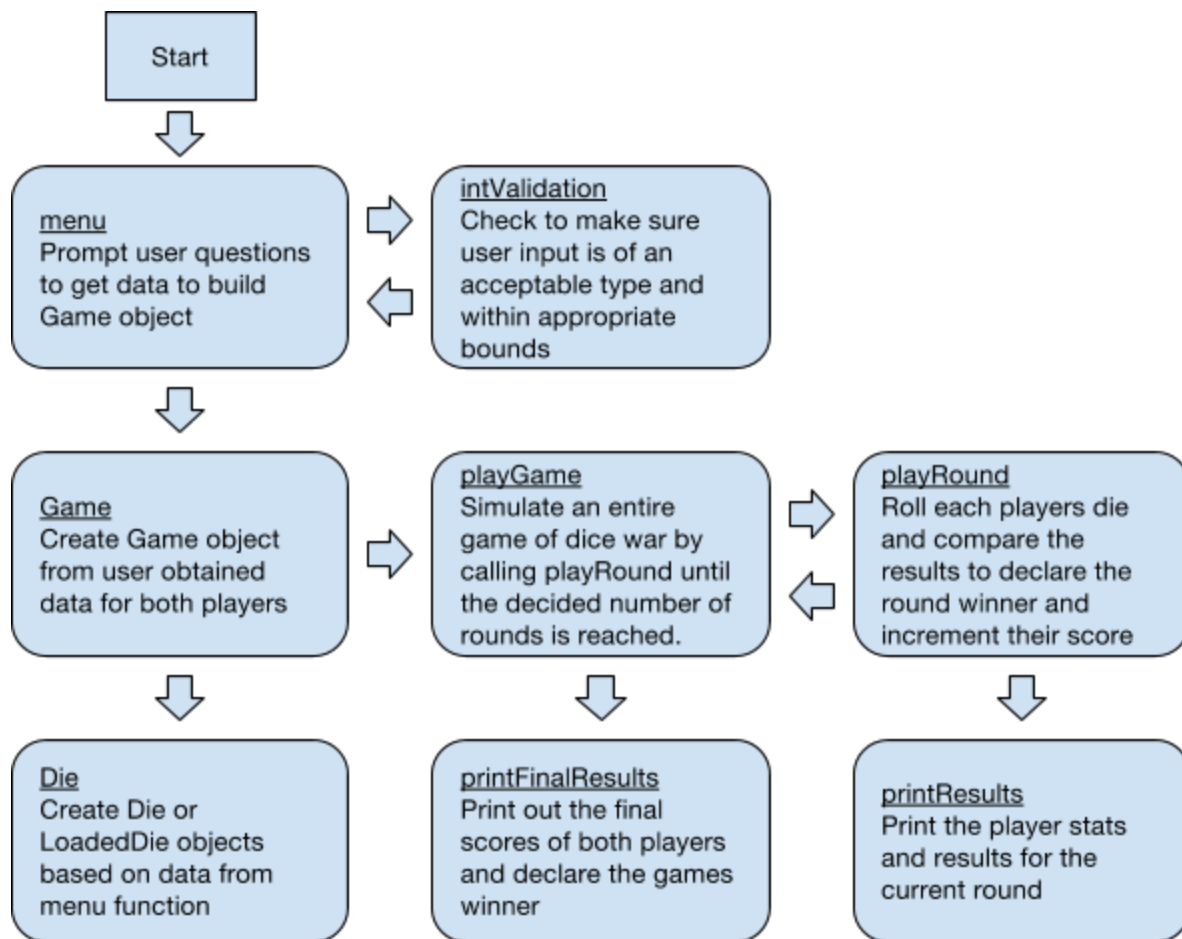 Start
menu
Prompt user questions
to get data to build
Game object
intValidation
Check to make sure
user input is of an
acceptable type and
within appropriate
bounds
Game
Create Game object
from user obtained
data for both players
playGame
Simulate an entire
game of dice war by
calling playRound until
the decided number of
rounds is reached.
playRound
Roll each players die
and compare the
results to declare the
round winner and
increment their score
Die
Create Die or
LoadedDie objects
based on data from
menu function
printFinalResults
Print out the final
scores of both players
and declare the games
winner
printResults
Print the player stats
and results for the
current round